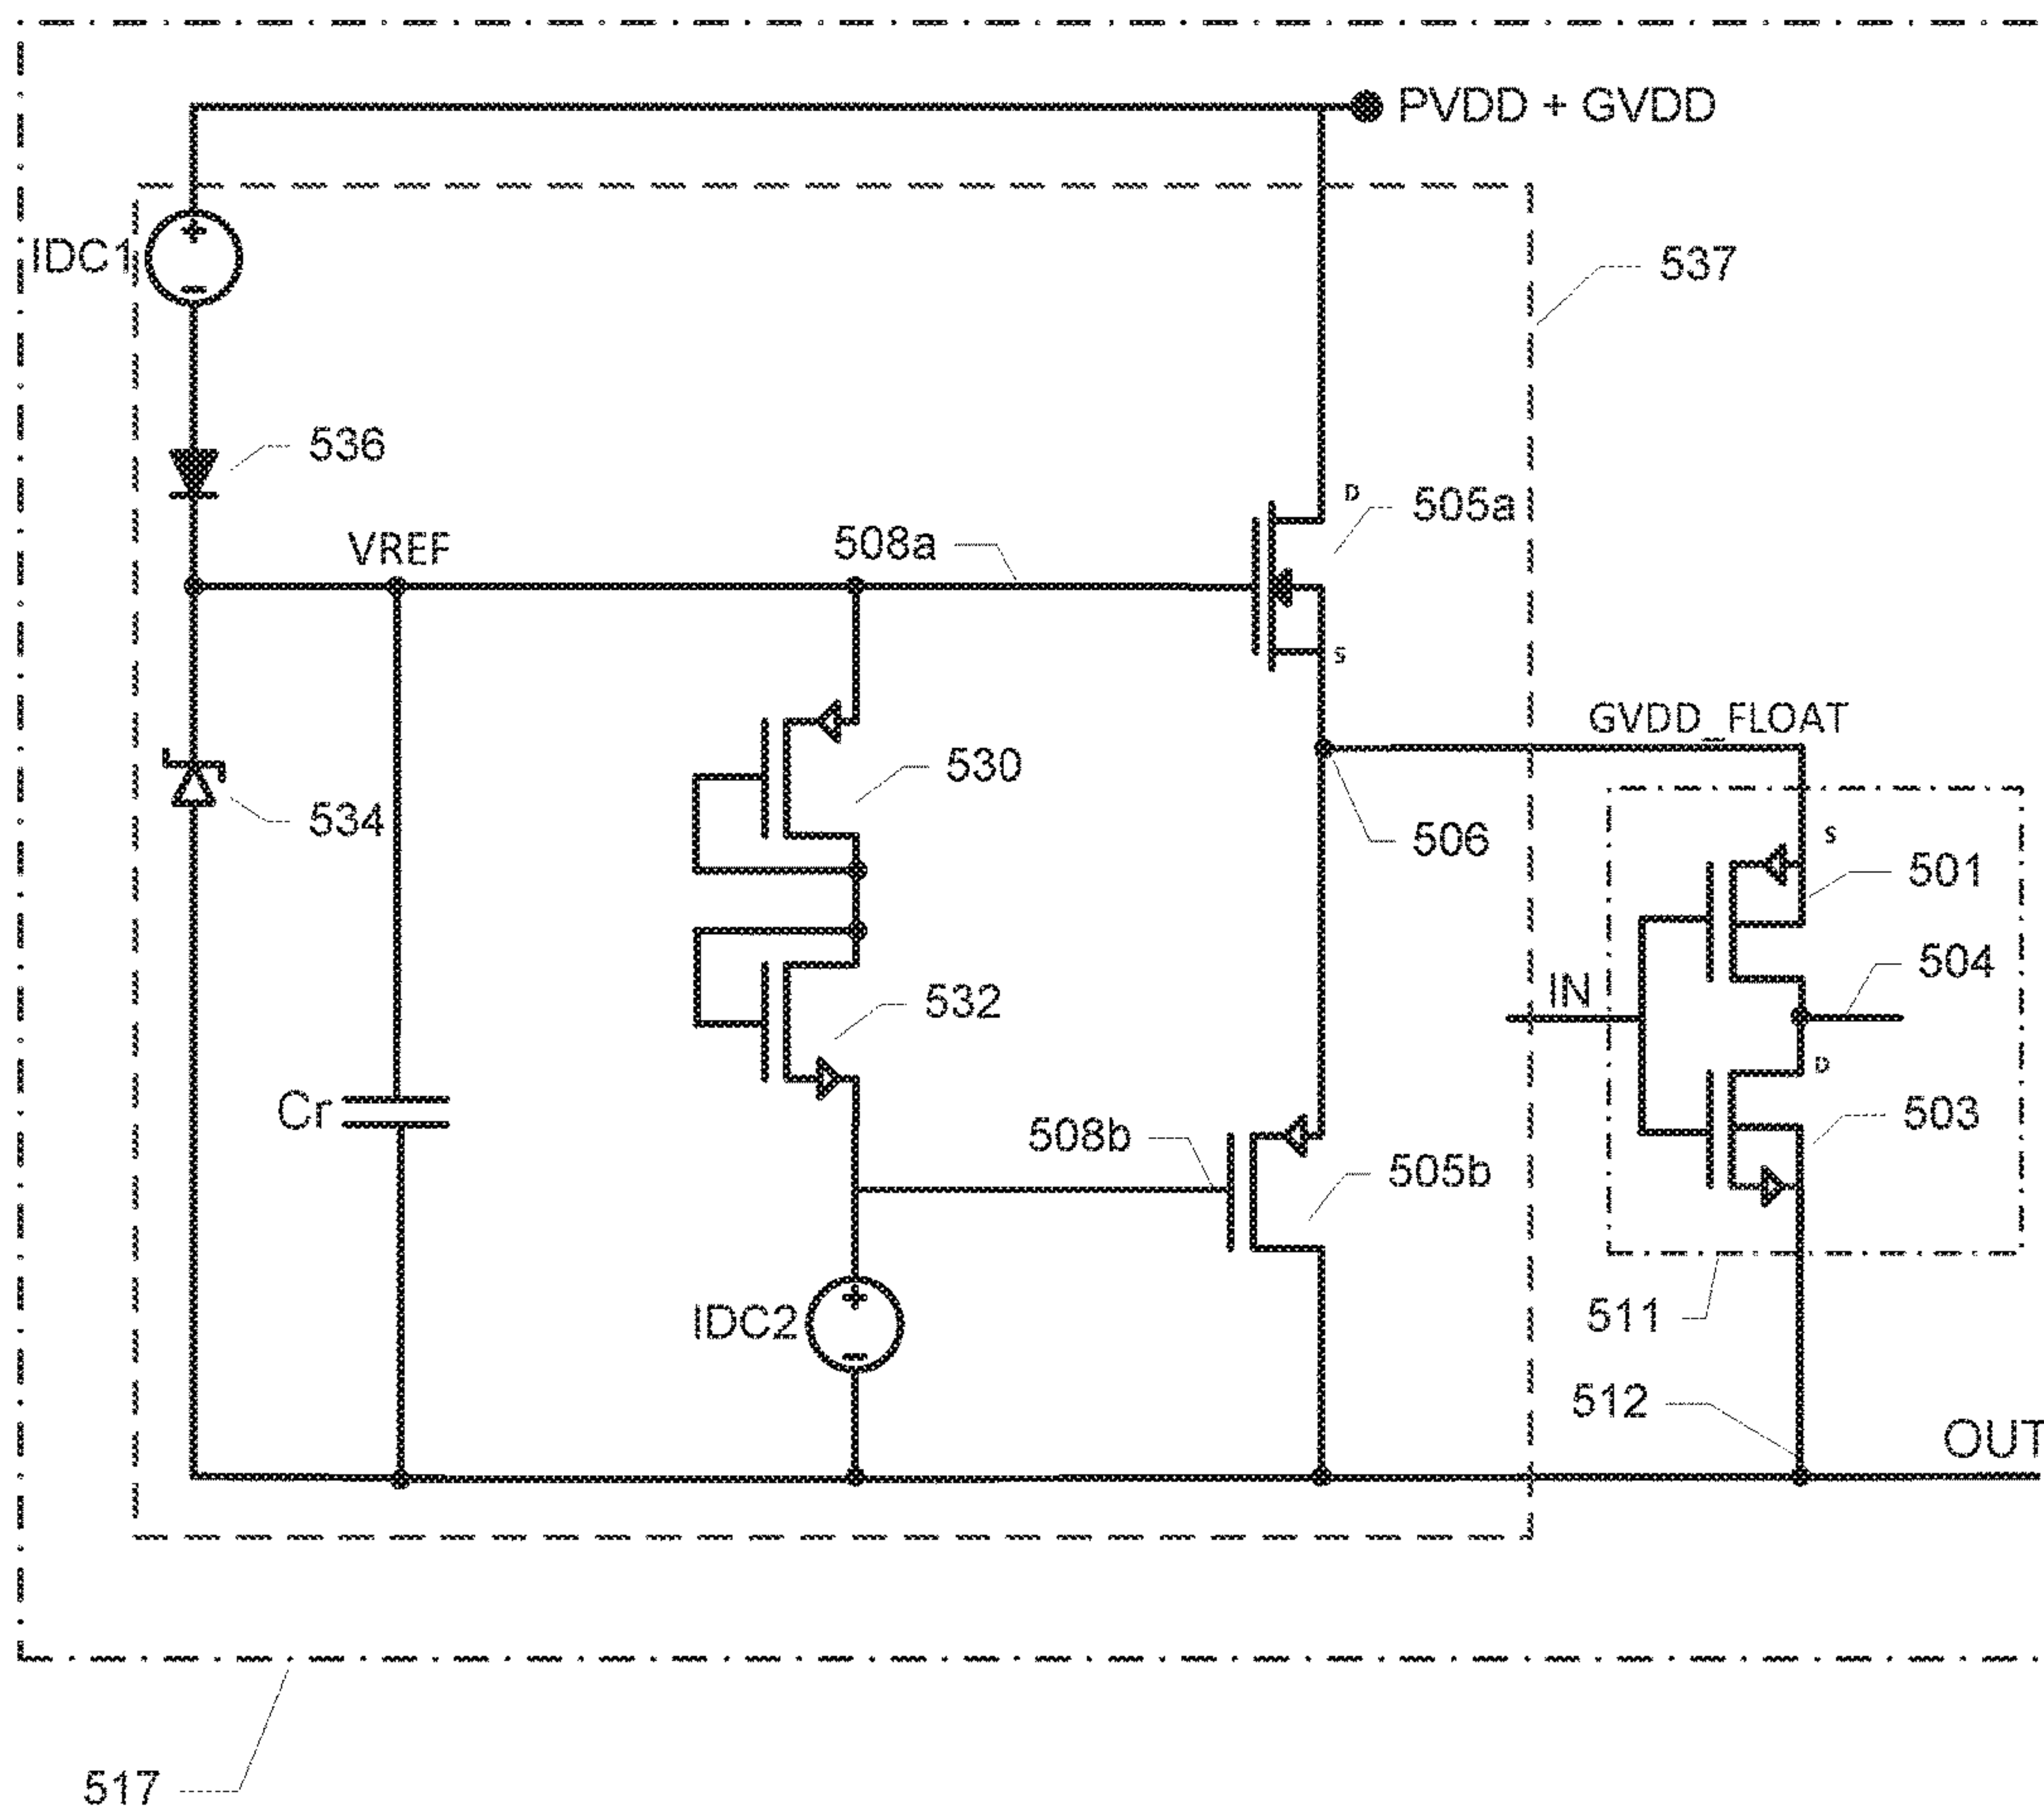 PVDD + GVDD
IDC1
+
-
537
536
D
505a
VREF
508a
S
GVDD_FLOAT
530
534
506
S
501
504
IN
532
D
Cr
503
508b
505b
+
IDC2
-
511
512
OUT
517